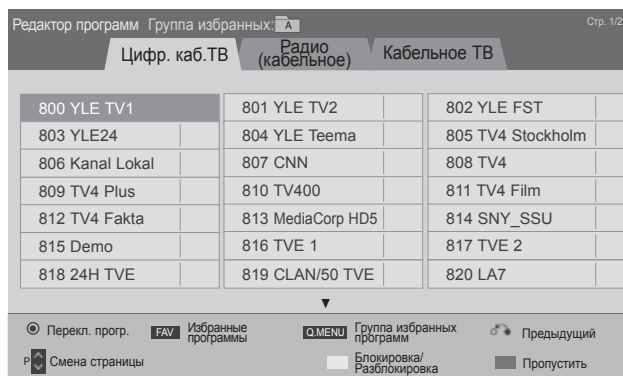 Редактор программ Группа избранных: A Стр. 1/2
Цифр. каб.ТВ Радио (кабельное) Кабельное ТВ
800 YLE TV1 801 YLE TV2 802 YLE FST
803 YLE24 804 YLE Teema 805 TV4 Stockholm
806 Kanal Lokal 807 CNN 808 TV4
809 TV4 Plus 810 TV400 811 TV4 Film
812 TV4 Fakta 813 MediaCorp HD5 814 SNY_SSU
815 Demo 816 TVE 1 817 TVE 2
818 24H TVE 819 CLAN/50 TVE 820 LA7
Перекл. прогр. FAV Избранные программы Q.MENU Группа избранных программ Предыдущий
P Смена страницы Блокировка/ Разблокировка Пропустить